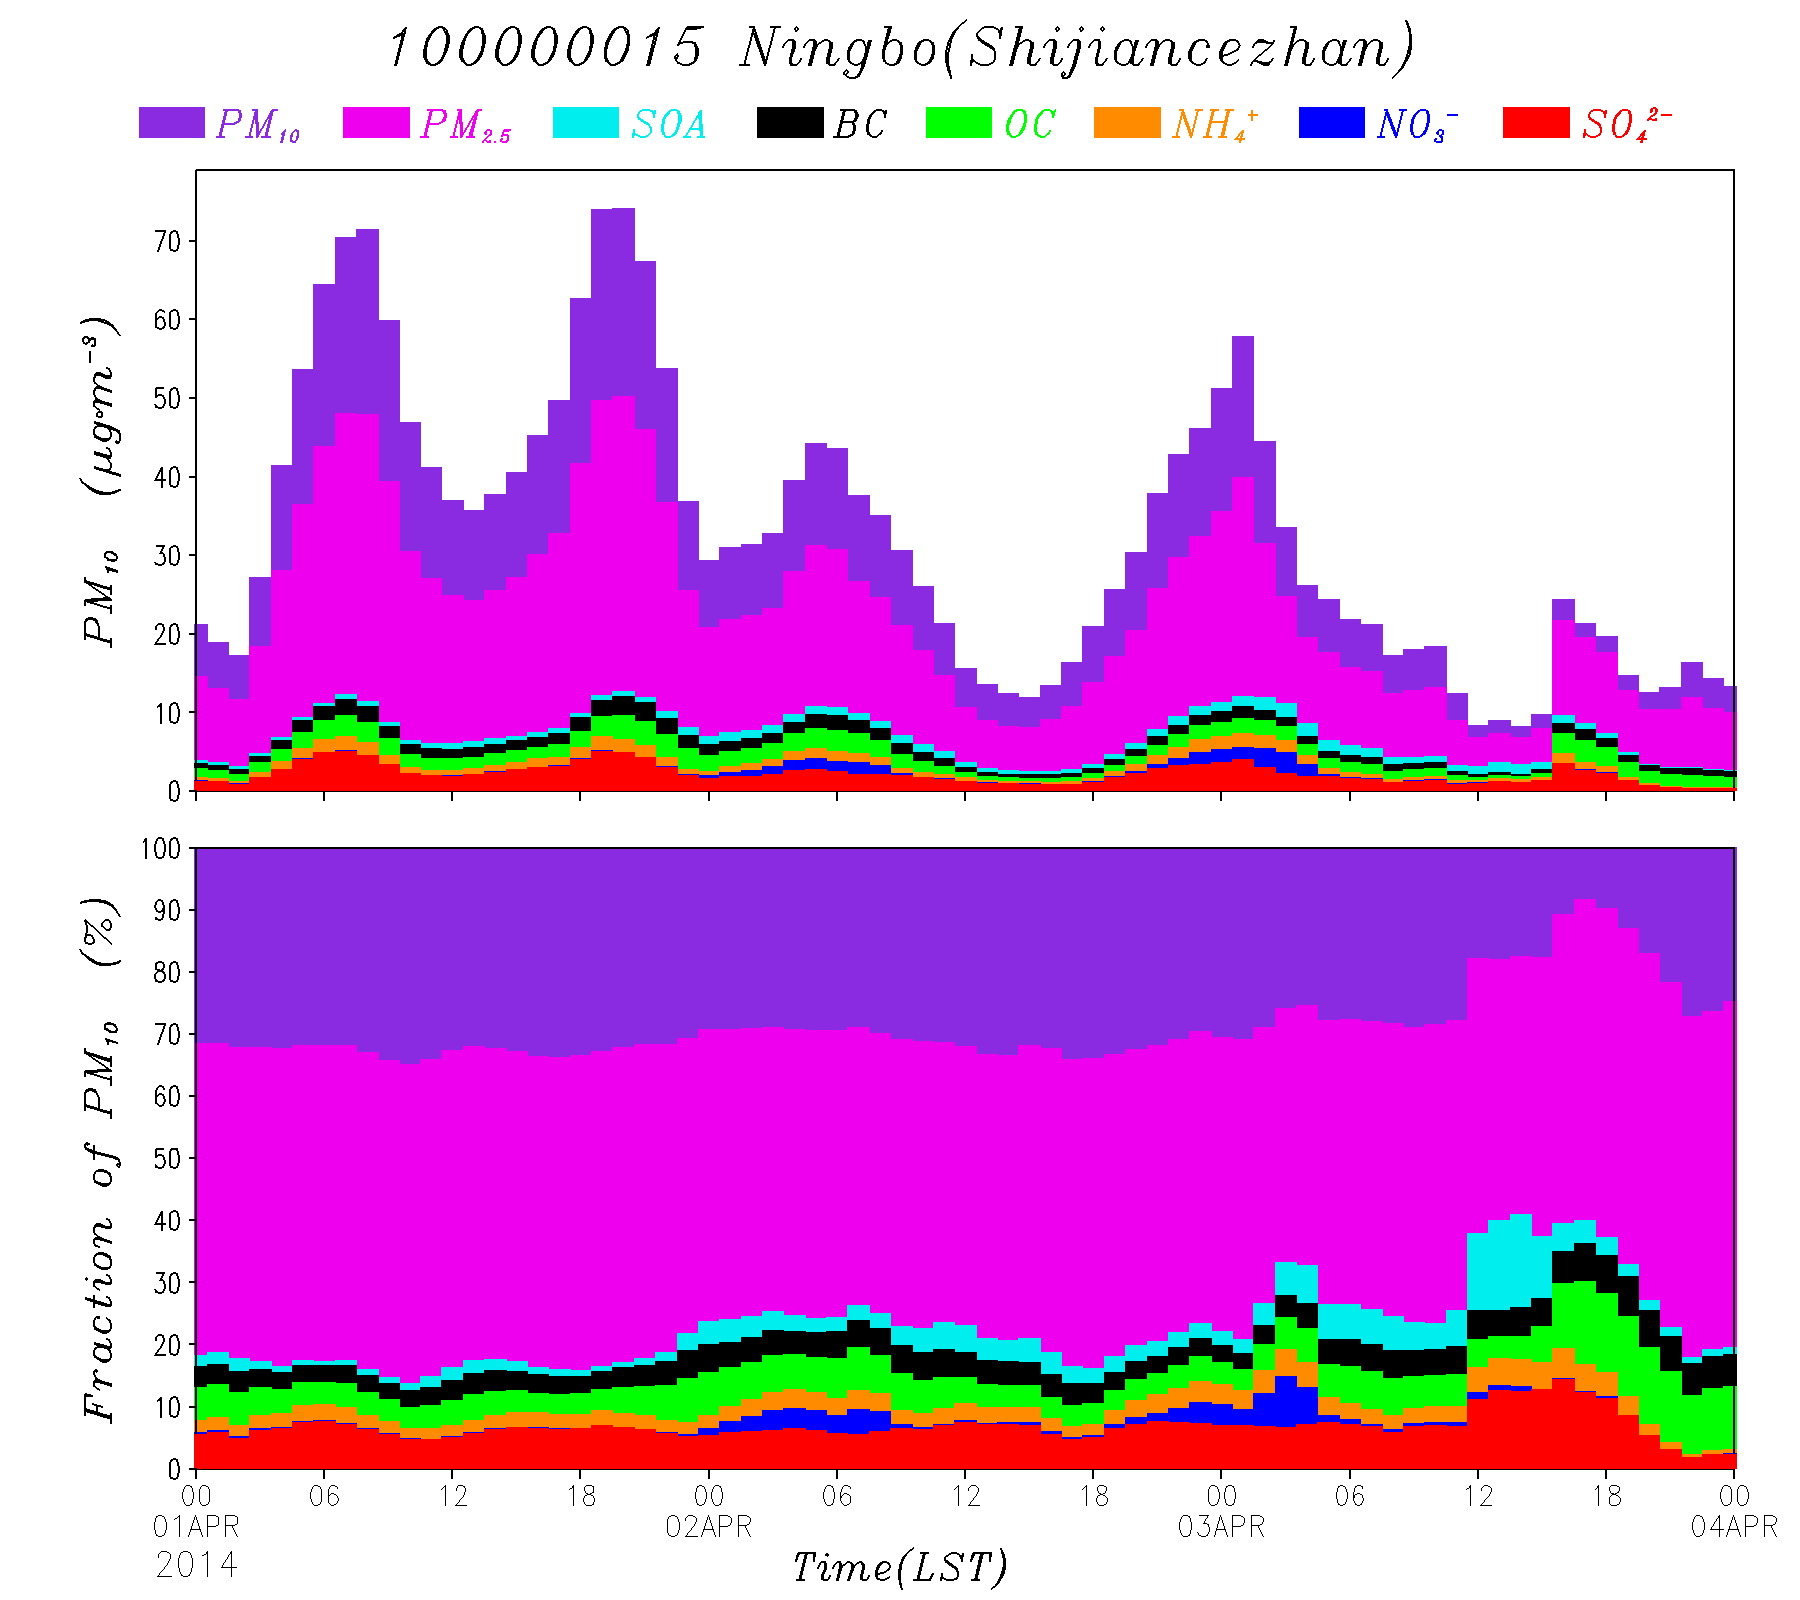 100000015 Ningbo(Shijiancezhan)
PM₁₀ PM₂.₅ SOA BC OC NH₄⁺ NO₃⁻ SO₄²⁻
PM₁₀ (μg·m⁻³)
70
60
50
40
30
20
10
0
Fraction of PM₁₀ (%)
100
90
80
70
60
50
40
30
20
10
0
00 06 12 18 00 06 12 18 00 06 12 18 00
01APR 02APR 03APR 04APR
2014
Time(LST)